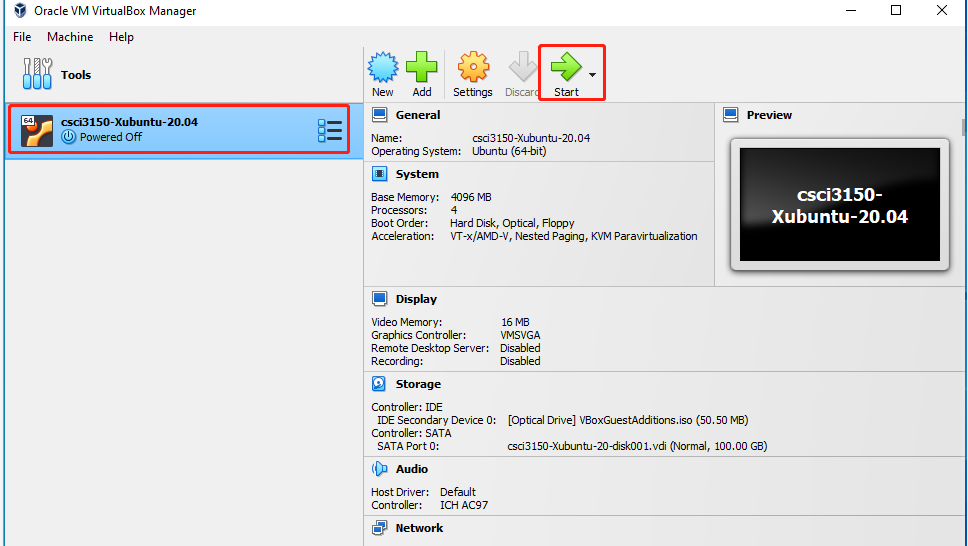 Oracle VM VirtualBox Manager
File Machine Help
Tools
New Add Settings Discard Start
64
csci3150-Xubuntu-20.04
Powered Off
General
Name: csci3150-Xubuntu-20.04
Operating System: Ubuntu (64-bit)
Preview
csci3150-
Xubuntu-20.04
System
Base Memory: 4096 MB
Processors: 4
Boot Order: Hard Disk, Optical, Floppy
Acceleration: VT-x/AMD-V, Nested Paging, KVM Paravirtualization
Display
Video Memory: 16 MB
Graphics Controller: VMSVGA
Remote Desktop Server: Disabled
Recording: Disabled
Storage
Controller: IDE
IDE Secondary Device 0: [Optical Drive] VBoxGuestAdditions.iso (50.50 MB)
Controller: SATA
SATA Port 0: csci3150-Xubuntu-20-disk001.vdi (Normal, 100.00 GB)
Audio
Host Driver: Default
Controller: ICH AC97
Network